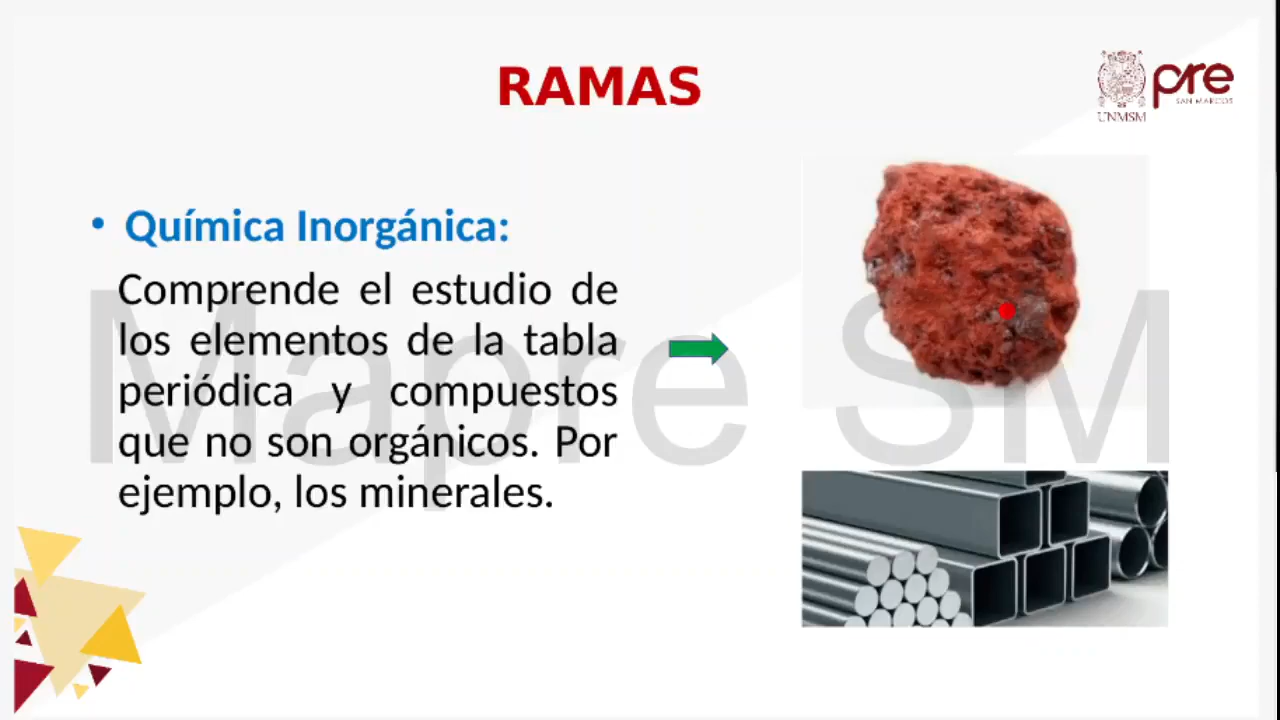 RAMAS
UNMSM
pre
SAN MARCOS
• Química Inorgánica:
Comprende el estudio de
los elementos de la tabla
periódica y compuestos
que no son orgánicos. Por
ejemplo, los minerales.
Mapre SM